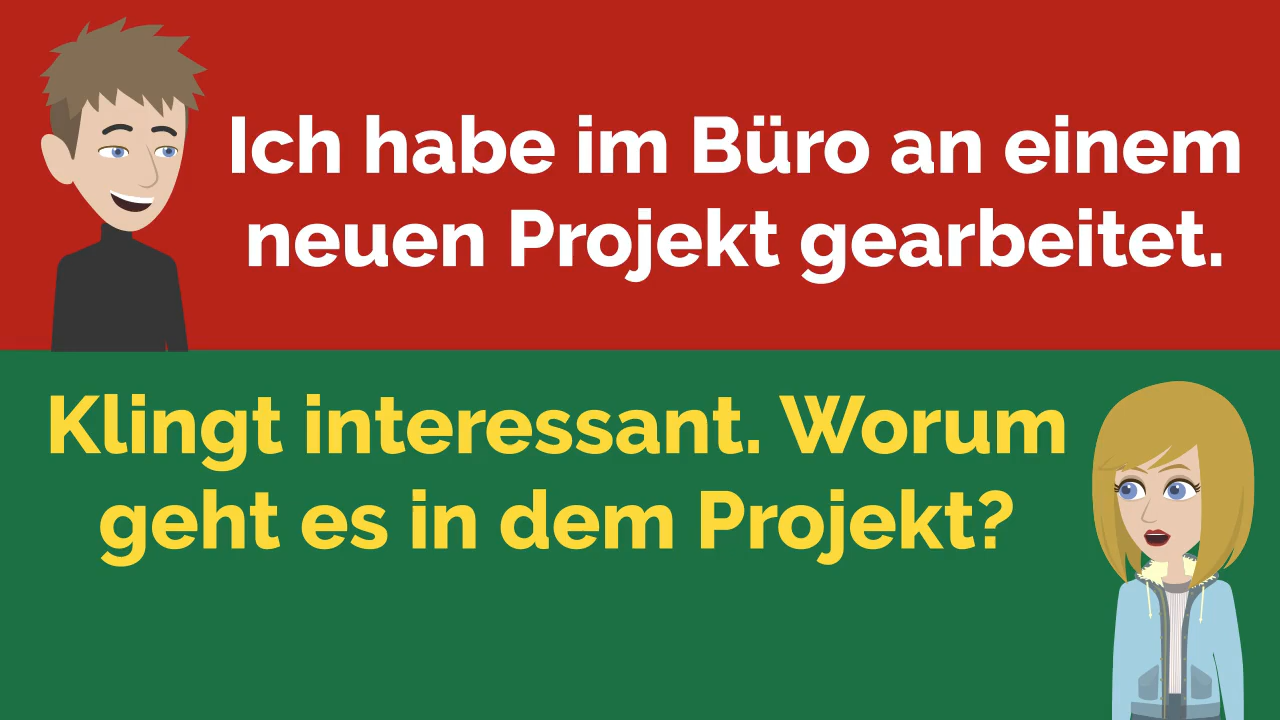 Ich habe im Büro an einem
neuen Projekt gearbeitet.
Klingt interessant. Worum
geht es in dem Projekt?